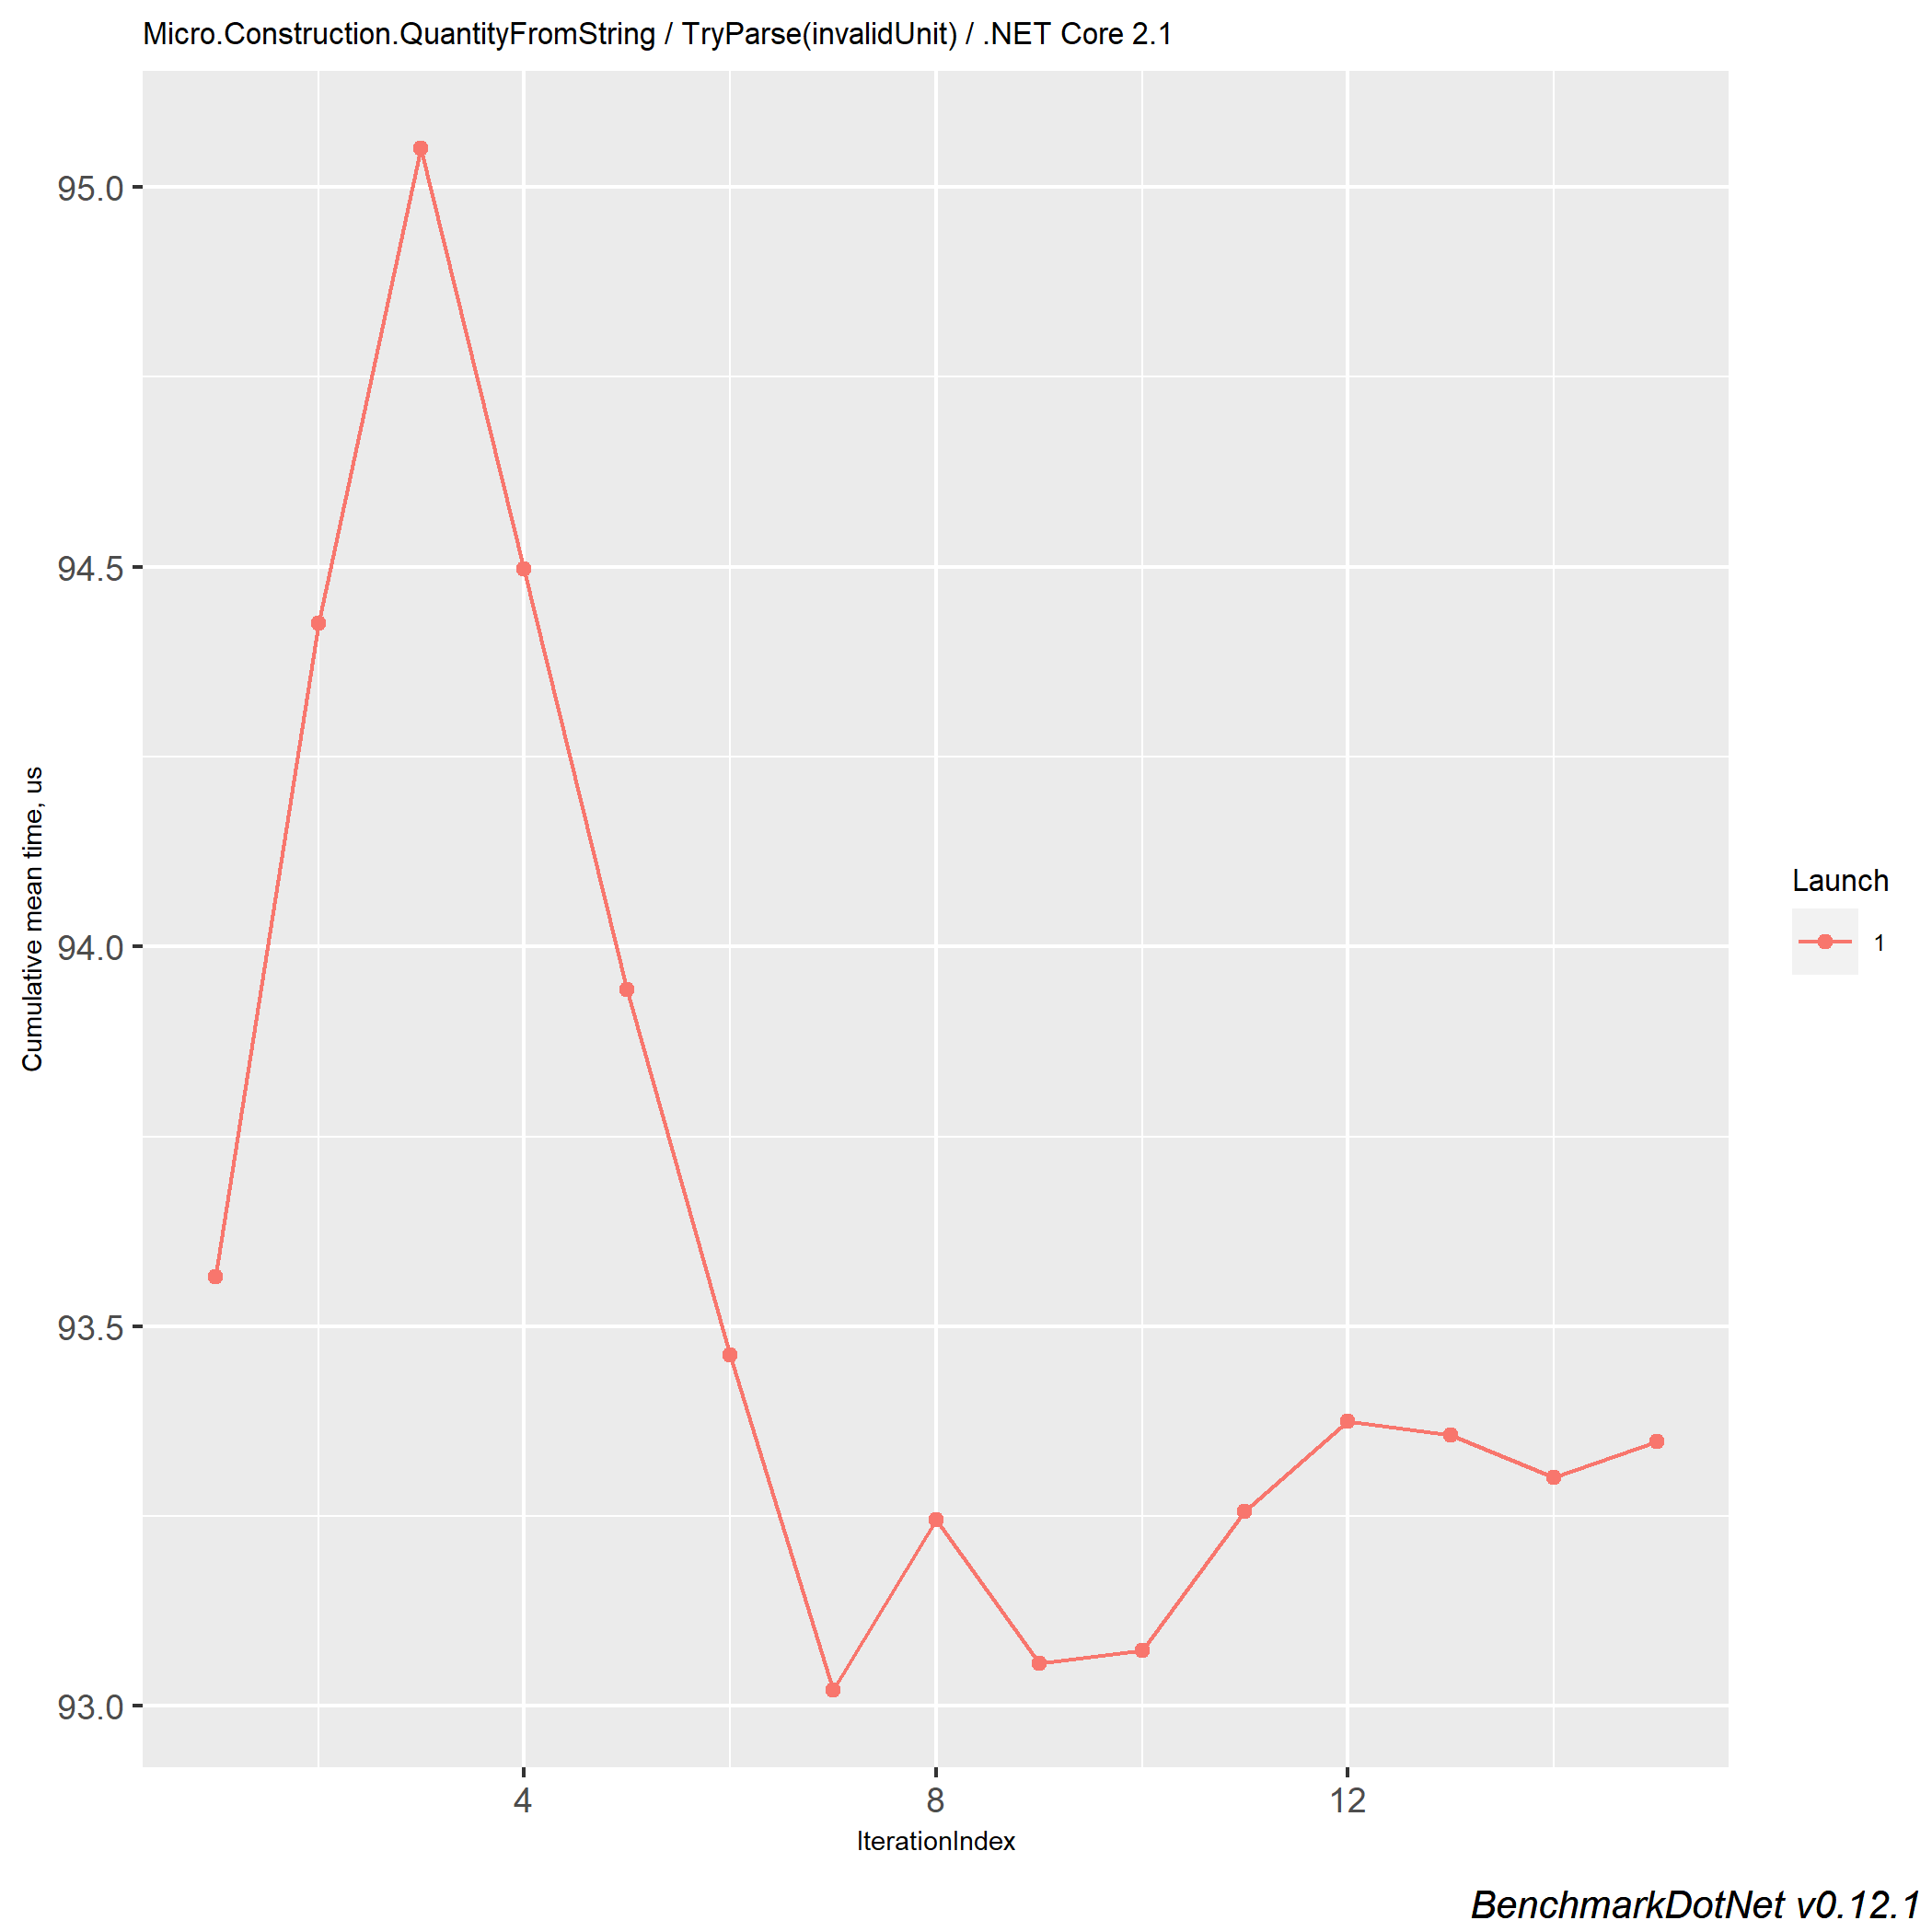 Micro.Construction.QuantityFromString / TryParse(invalidUnit) / .NET Core 2.1
95.0
94.5
94.0
93.5
93.0
Cumulative mean time, us
4 8 12
IterationIndex
Launch
1
BenchmarkDotNet v0.12.1